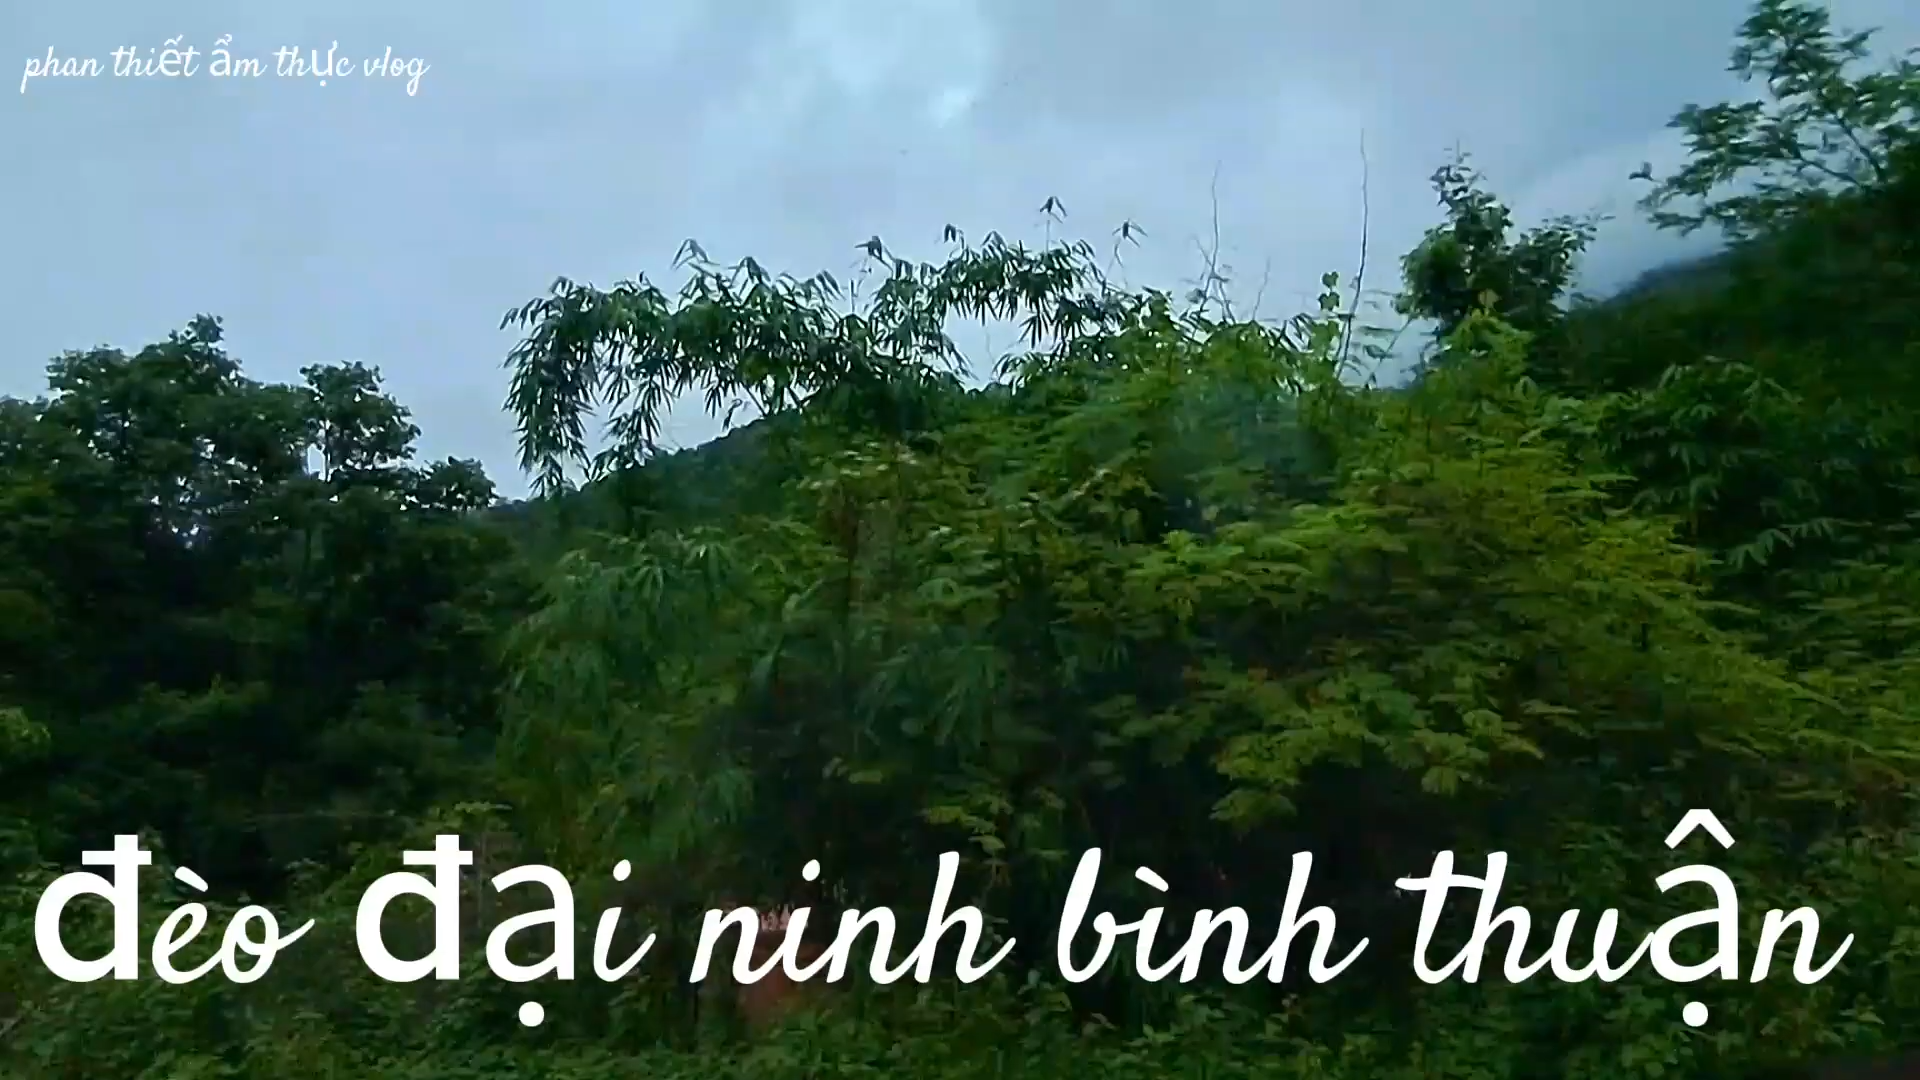 phan thiết ẩm thực vlog
đèo đại ninh bình thuận